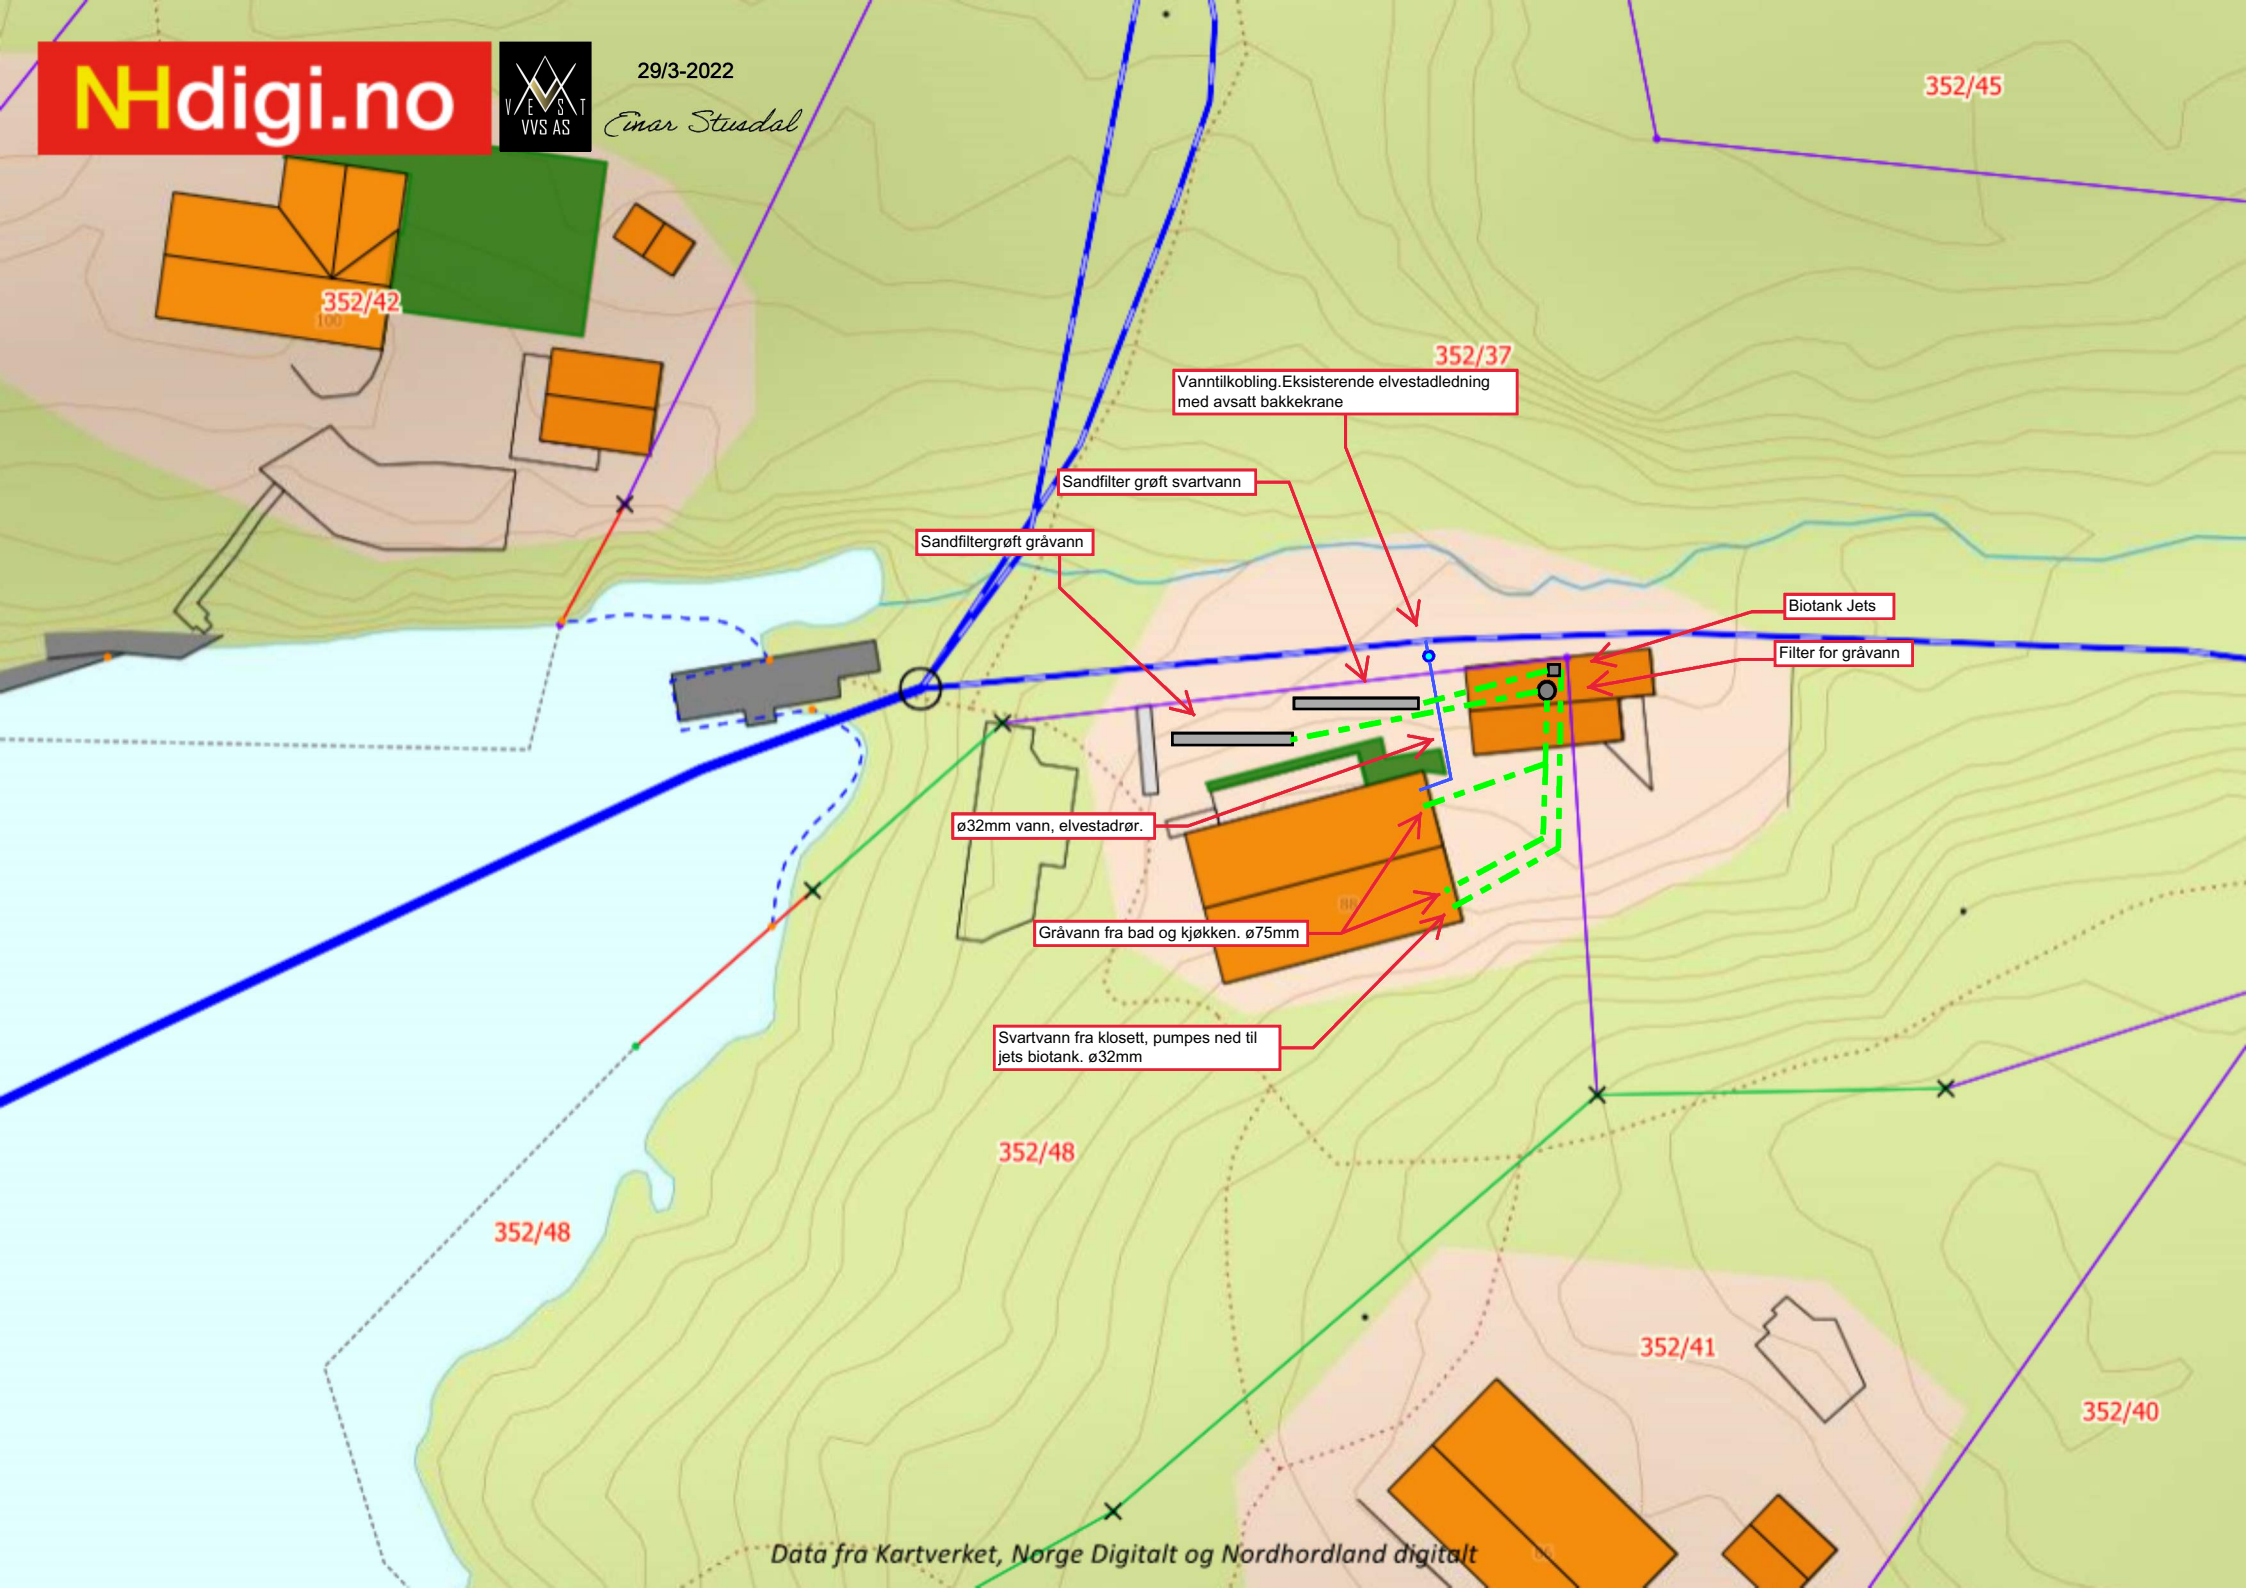 NHdigi.no
VEST
VVS AS
29/3-2022
Einar Stusdal
352/45
352/42
100
352/37
Vanntilkobling.Eksisterende elvestadledning
med avsatt bakkekrane
Sandfilter grøft svartvann
Sandfiltergrøft gråvann
Biotank Jets
Filter for gråvann
ø32mm vann, elvestadrør.
88
Gråvann fra bad og kjøkken. ø75mm
Svartvann fra klosett, pumpes ned til
jets biotank. ø32mm
352/48
352/48
352/41
352/40
Data fra Kartverket, Norge Digitalt og Nordhordland digitalt